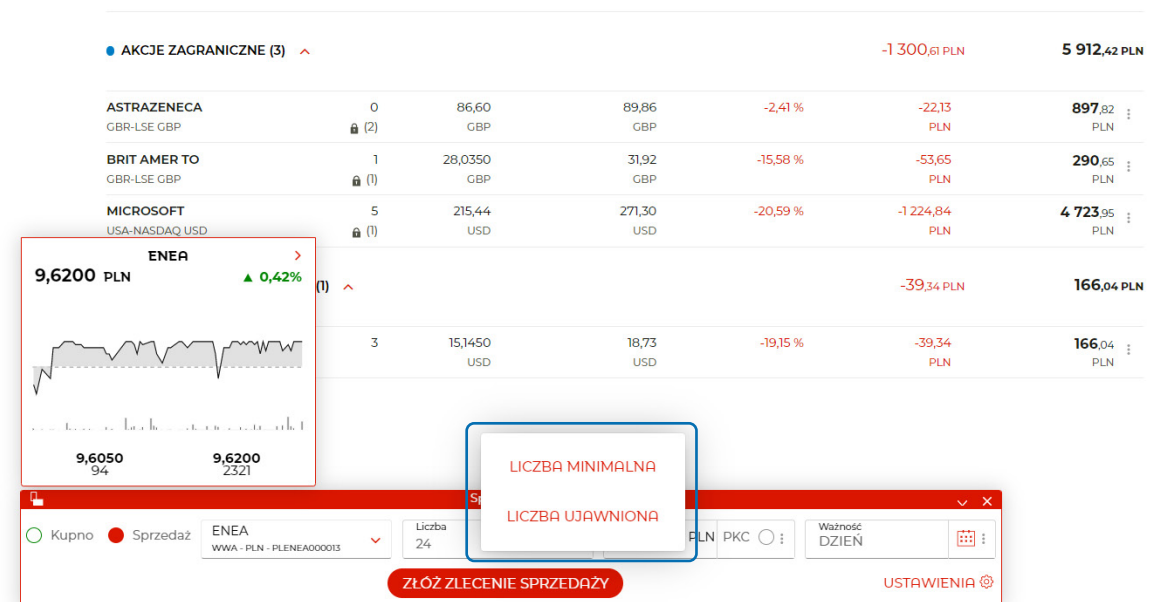 AKCJE ZAGRANICZNE (3) -1 300,61 PLN 5 912,42 PLN
ASTRAZENECA 0 86,60 89,86 -2,41 % -22,13 897,82
GBR-LSE GBP (2) GBP GBP PLN PLN
BRIT AMER TO 1 28,0350 31,92 -15,58 % -53,65 290,65
GBR-LSE GBP (1) GBP GBP PLN PLN
MICROSOFT 5 215,44 271,30 -20,59 % -1 224,84 4 723,95
USA-NASDAQ USD (1) USD USD PLN PLN
ENEA
9,6200 PLN 0,42%
(1) -39,34 PLN 166,04 PLN
3 15,1450 18,73 -19,15 % -39,34 166,04
USD USD PLN PLN
9,6050 9,6200
94 2321
LICZBA MINIMALNA
LICZBA UJAWNIONA
Kupno Sprzedaż ENEA Liczba PLN PKC Ważność
WWA - PLN - PLENEA000013 24 DZIEŃ
ZŁÓŻ ZLECENIE SPRZEDAŻY USTAWIENIA